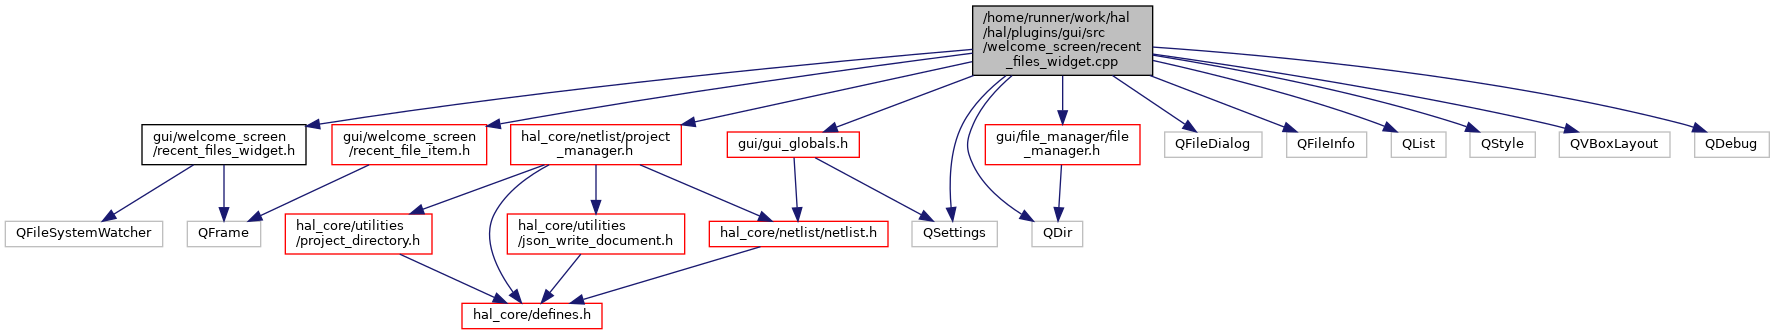 /home/runner/work/hal
/hal/plugins/gui/src
/welcome_screen/recent
_files_widget.cpp
gui/welcome_screen
/recent_files_widget.h
gui/welcome_screen
/recent_file_item.h
hal_core/netlist/project
_manager.h
gui/gui_globals.h
gui/file_manager/file
_manager.h
QFileDialog
QFileInfo
QList
QStyle
QVBoxLayout
QDebug
QFileSystemWatcher
QFrame
hal_core/utilities
/project_directory.h
hal_core/utilities
/json_write_document.h
hal_core/netlist/netlist.h
QSettings
QDir
hal_core/defines.h